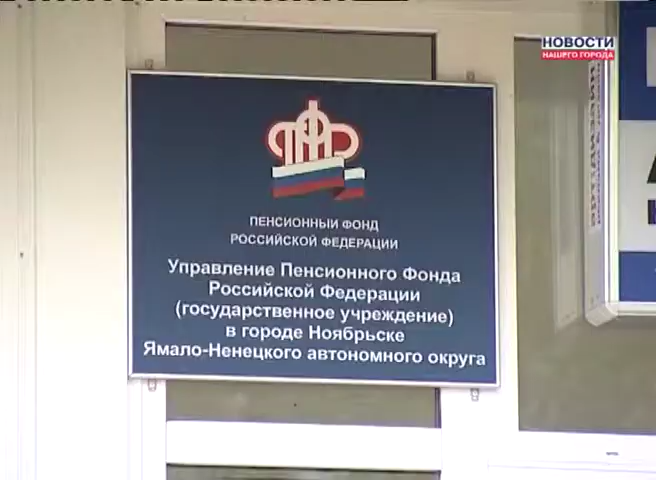 НОВОСТИ
НАШЕГО ГОРОДА
ПЕНСИОННЫЙ ФОНД
РОССИЙСКОЙ ФЕДЕРАЦИИ
Управление Пенсионного Фонда
Российской Федерации
(государственное учреждение)
в городе Ноябрьске
Ямало-Ненецкого автономного округа